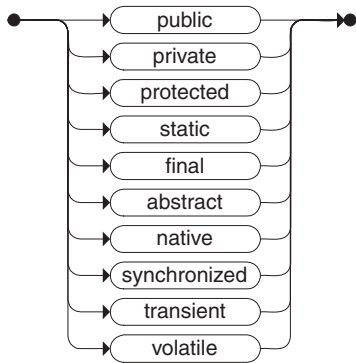 public
private
protected
static
final
abstract
native
synchronized
transient
volatile